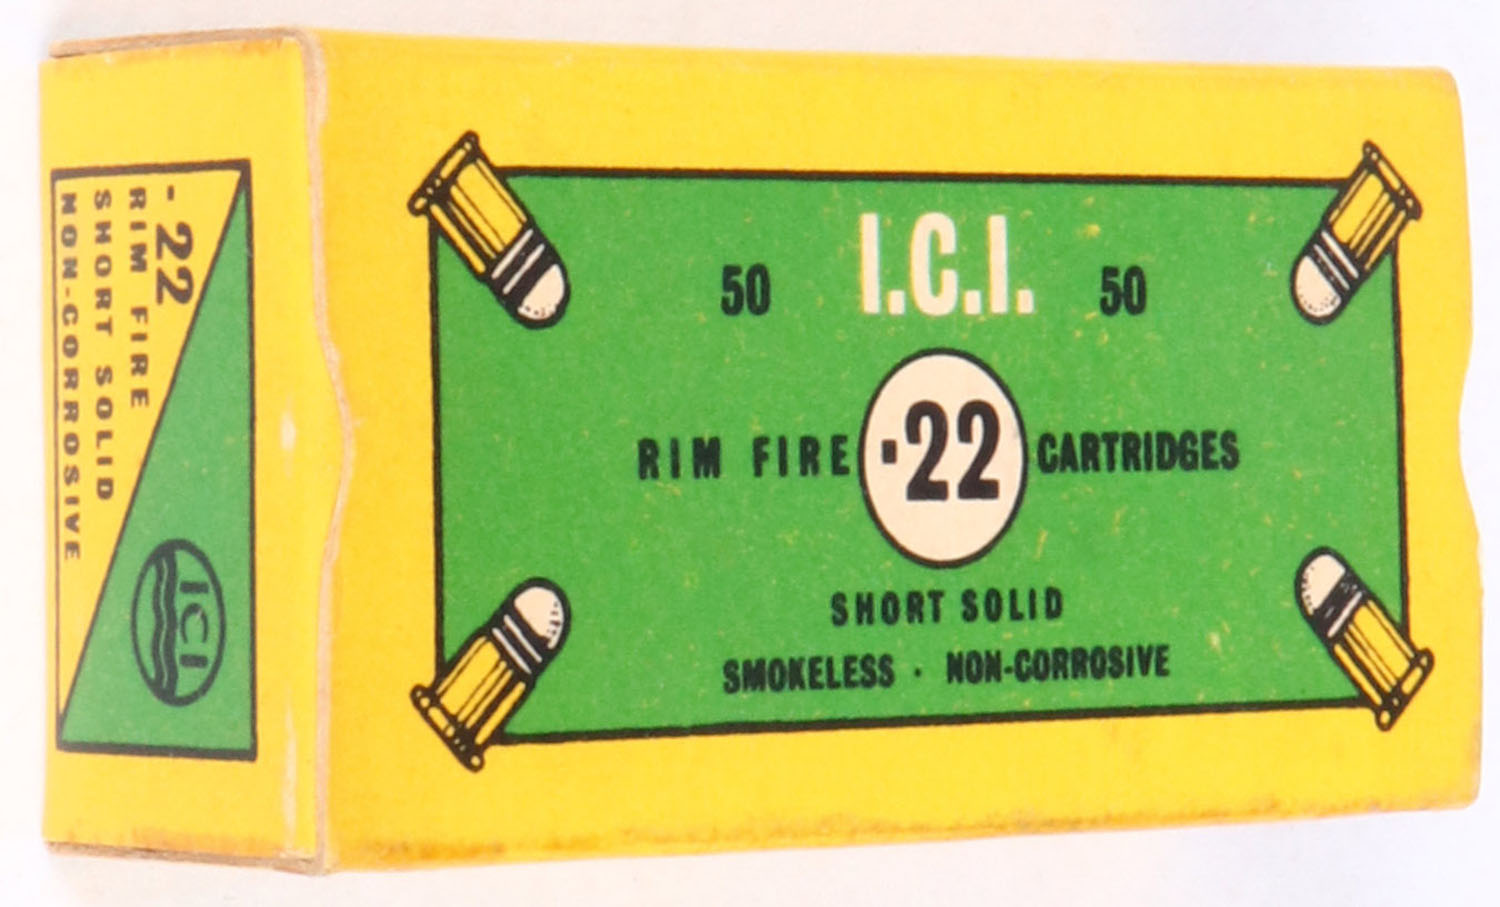 50 I.C.I. 50
RIM FIRE .22 CARTRIDGES
SHORT SOLID
SMOKELESS · NON-CORROSIVE
.22
RIM FIRE
SHORT SOLID
NON-CORROSIVE
ICI